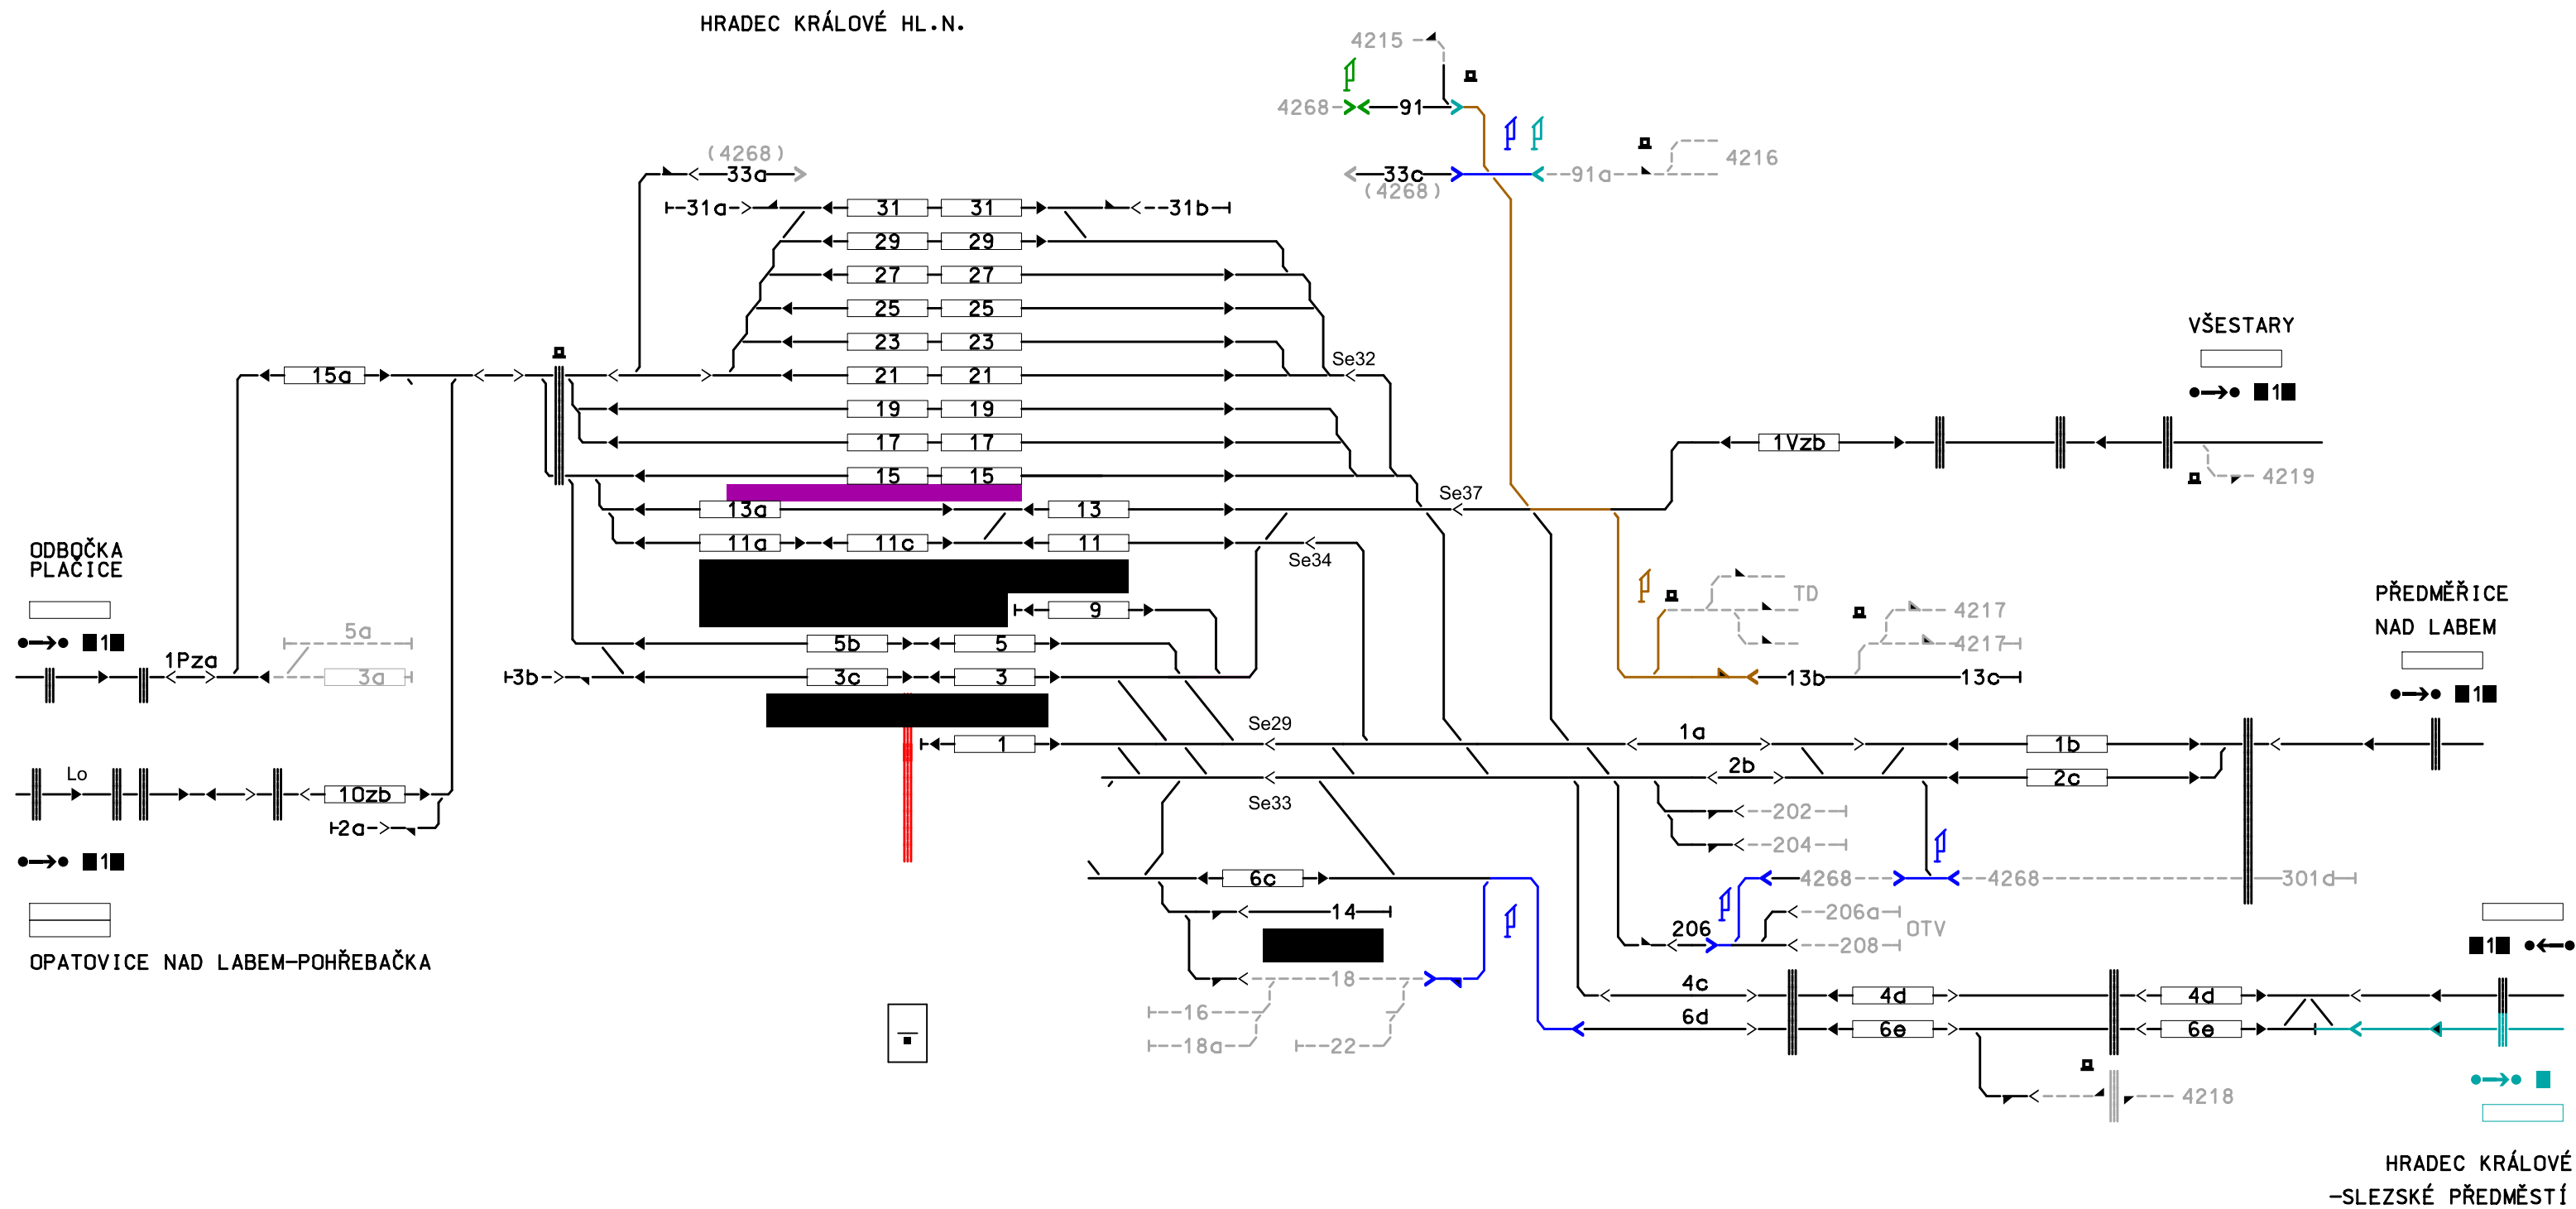 HRADEC KRÁLOVÉ HL.N.
4215
4268 91
(4268)
33a
33c 91a 4216
(4268)
31a 31 31 31b
29 29
27 27
25 25
23 23
VŠESTARY
Se32
15a 21 21
1
19 19
17 17 1Vzb
15 15 4219
Se37
13a 13
11a 11c 11
Se34
ODBOČKA
PLAČICE
TD
PŘEDMĚŘICE
NAD LABEM
9 4217
5a
1 5b 5 4217
1Pza
3a 3b 3c 3 13b 13c
1
Se29 1a
1 1b
2b
Lo 2c
10zb
Se33
202
2a
204
1
6c 4268 4268 301d
14 206a
206 OTV
208
1
OPATOVICE NAD LABEM-POHŘEBAČKA
18
4c
4d 4d
16
6d
6e 6e
18a 22
4218
HRADEC KRÁLOVÉ
-SLEZSKÉ PŘEDMĚSTÍ